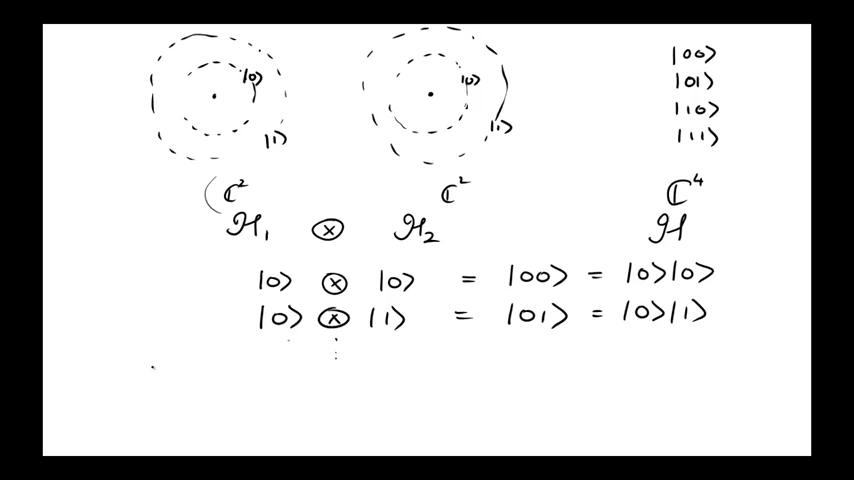 |0⟩ |0⟩ |00⟩
|1⟩ |1⟩ |01⟩
|10⟩
|11⟩
ℂ² ℂ² ℂ⁴
ℋ₁ ⊗ ℋ₂ ℋ
|0⟩ ⊗ |0⟩ = |00⟩ = |0⟩|0⟩
|0⟩ ⊗ |1⟩ = |01⟩ = |0⟩|1⟩
⋮